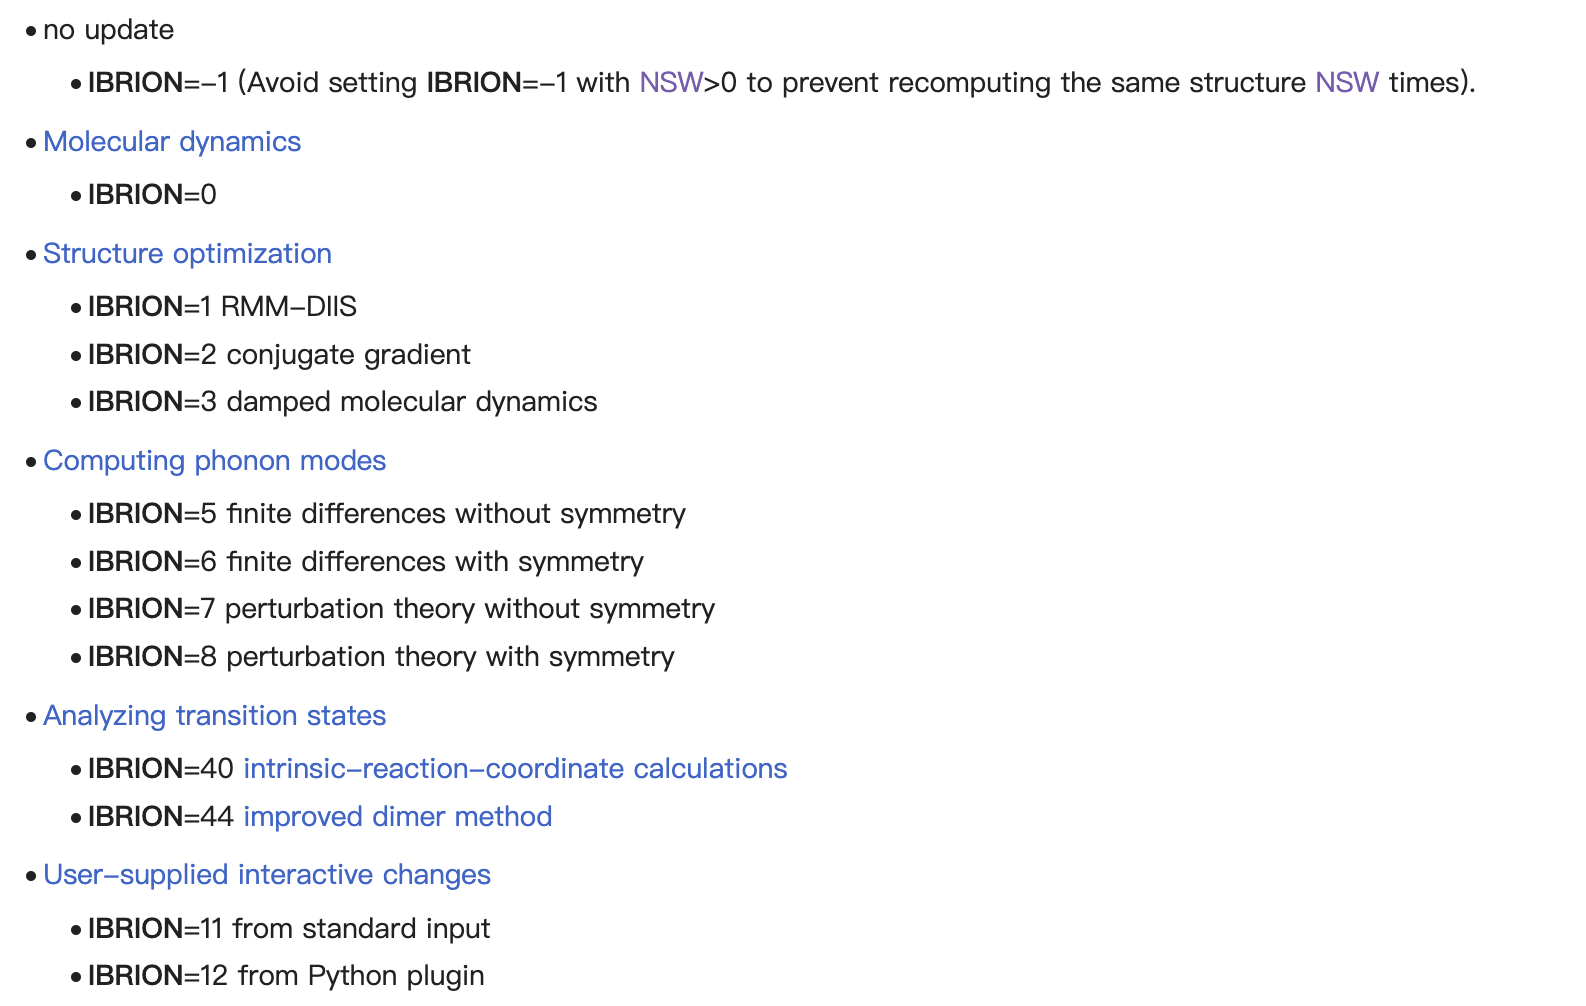 • no update
• IBRION=−1 (Avoid setting IBRION=−1 with NSW>0 to prevent recomputing the same structure NSW times).
• Molecular dynamics
• IBRION=0
• Structure optimization
• IBRION=1 RMM−DIIS
• IBRION=2 conjugate gradient
• IBRION=3 damped molecular dynamics
• Computing phonon modes
• IBRION=5 finite differences without symmetry
• IBRION=6 finite differences with symmetry
• IBRION=7 perturbation theory without symmetry
• IBRION=8 perturbation theory with symmetry
• Analyzing transition states
• IBRION=40 intrinsic−reaction−coordinate calculations
• IBRION=44 improved dimer method
• User−supplied interactive changes
• IBRION=11 from standard input
• IBRION=12 from Python plugin